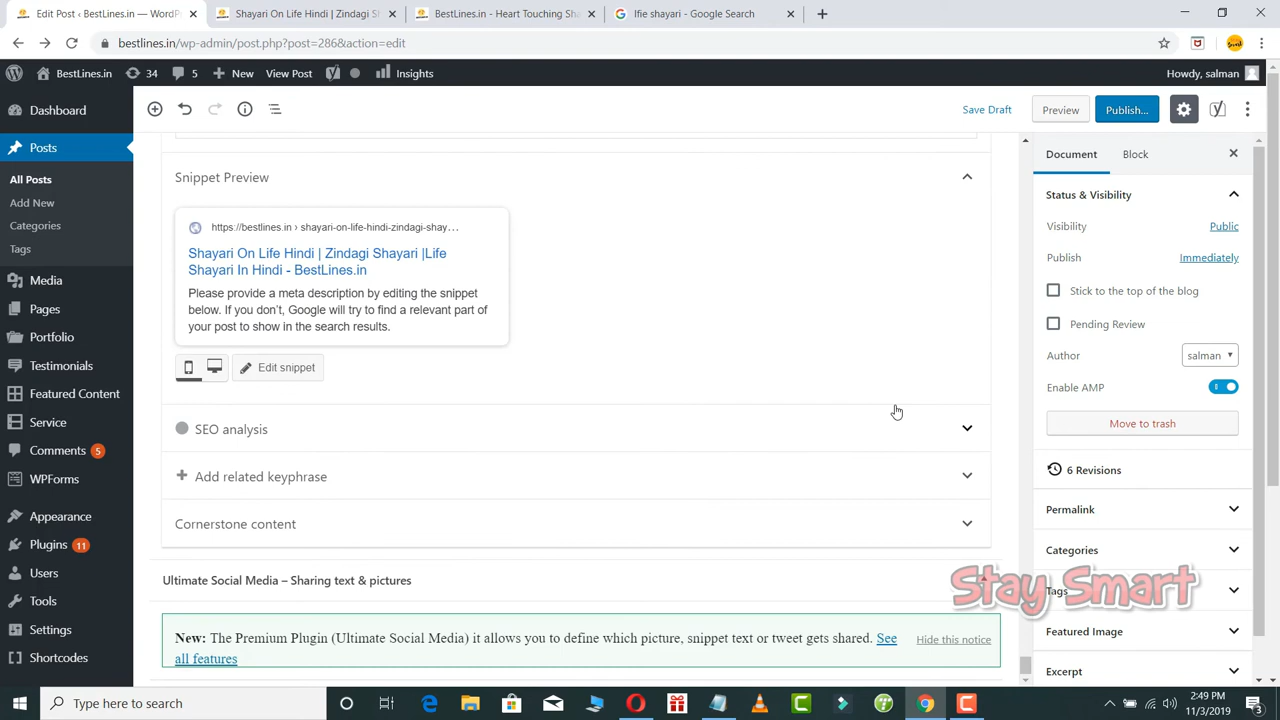 Edit Post ‹ BestLines.in — WordPr
Shayari On Life Hindi | Zindagi Sh
BestLines.in - Heart Touching Sha
lfie shayari - Google Search
bestlines.in/wp-admin/post.php?post=286&action=edit
BestLines.in
34
5
New
View Post
Insights
Howdy, salman
Dashboard
Posts
All Posts
Add New
Categories
Tags
Media
Pages
Portfolio
Testimonials
Featured Content
Service
Comments 5
WPForms
Appearance
Plugins 11
Users
Tools
Settings
Shortcodes
Save Draft
Preview
Publish...
Snippet Preview
https://bestlines.in › shayari-on-life-hindi-zindagi-shay…
Shayari On Life Hindi | Zindagi Shayari |Life
Shayari In Hindi - BestLines.in
Please provide a meta description by editing the snippet
below. If you don't, Google will try to find a relevant part of
your post to show in the search results.
Edit snippet
SEO analysis
Add related keyphrase
Cornerstone content
Ultimate Social Media – Sharing text & pictures
New: The Premium Plugin (Ultimate Social Media) it allows you to define which picture, snippet text or tweet gets shared. See
all features
Hide this notice
Document
Block
Status & Visibility
Visibility
Public
Publish
Immediately
Stick to the top of the blog
Pending Review
Author
salman
Enable AMP
Move to trash
6 Revisions
Permalink
Categories
Tags
Featured Image
Excerpt
Stay Smart
Type here to search
2:49 PM
11/3/2019
3